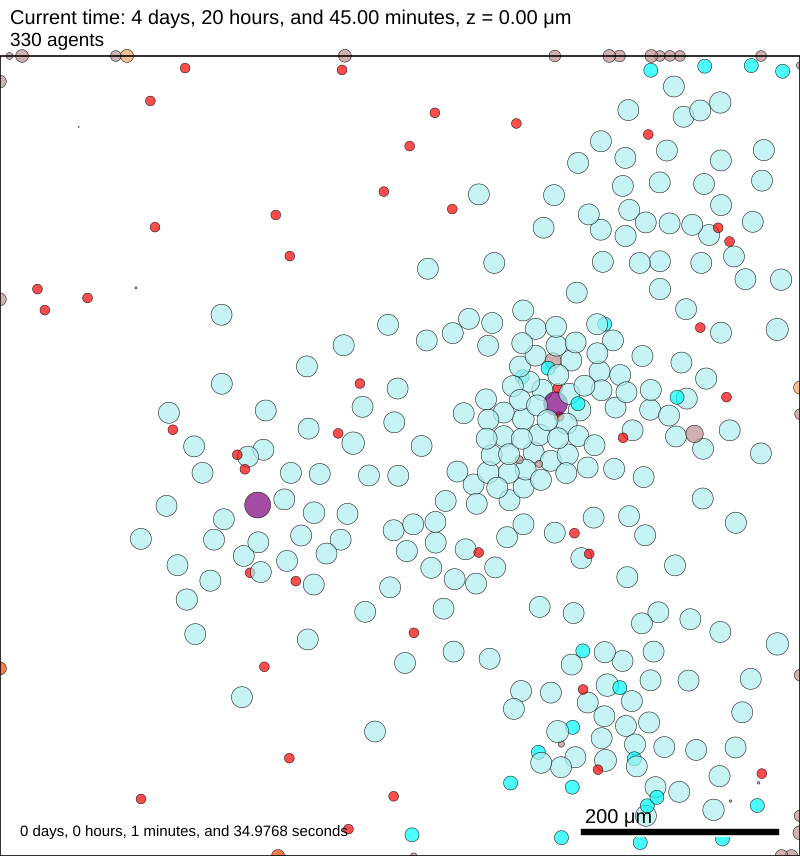 Current time: 4 days, 20 hours, and 45.00 minutes, z = 0.00 μm
330 agents
200 μm
0 days, 0 hours, 1 minutes, and 34.9768 seconds